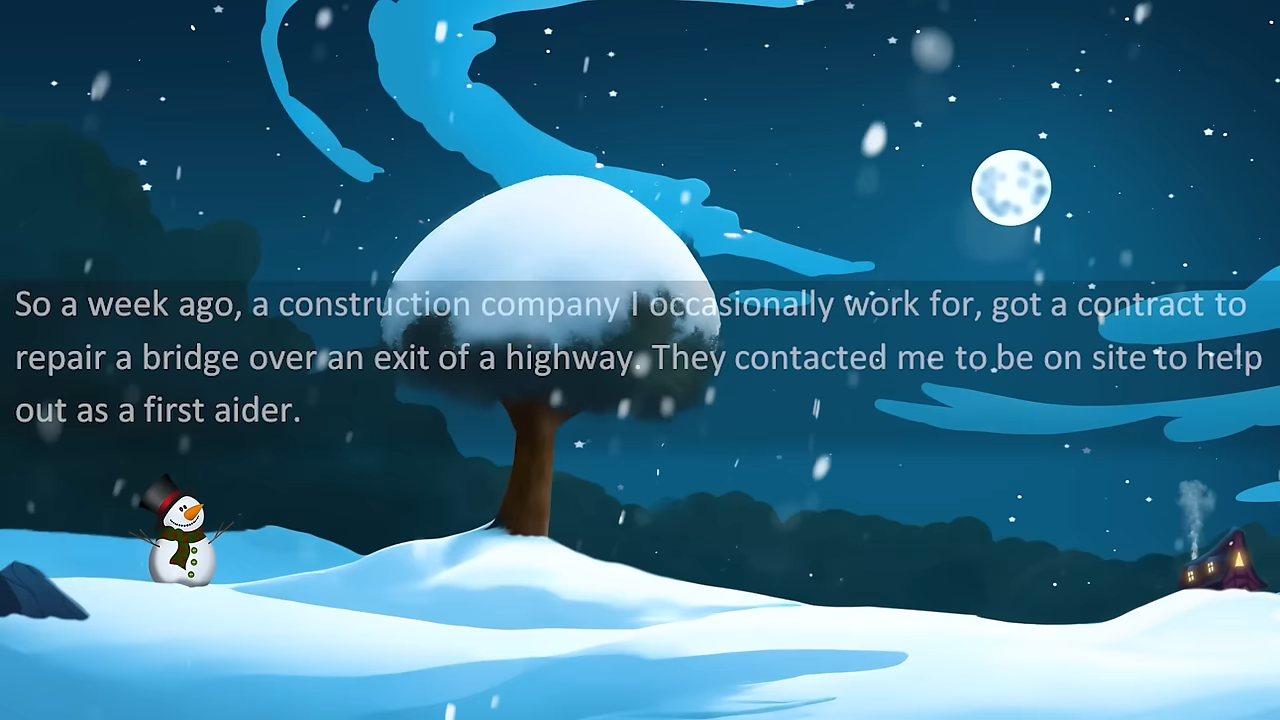 So a week ago, a construction company I occasionally work for, got a contract to
repair a bridge over an exit of a highway. They contacted me to be on site to help
out as a first aider.